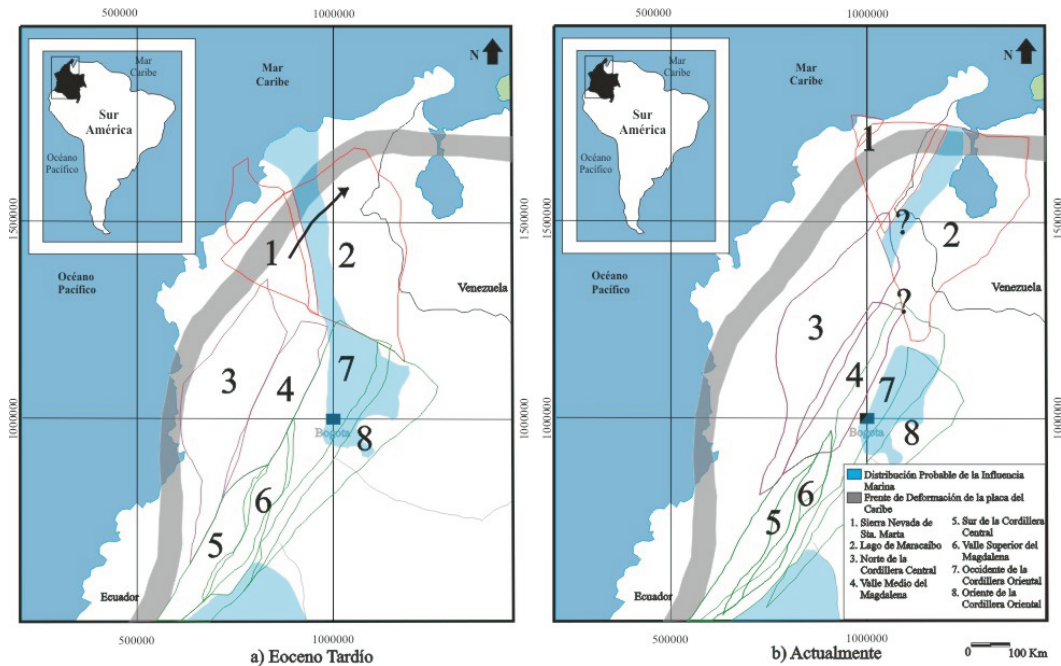 500000
1000000
Mar
Caribe
Sur
América
Océano
Pacífico
Mar
Caribe
N
1500000
1000000
Océano
Pacífico
Venezuela
Bogota
Ecuador
1
2
3
4
5
6
7
8
500000
1000000
a) Eoceno Tardío
500000
1000000
Mar
Caribe
Sur
América
Océano
Pacífico
Mar
Caribe
N
1500000
1000000
Océano
Pacífico
Venezuela
Bogota
Ecuador
1
?
2
?
3
4
7
8
6
5
Distribución Probable de la Influencia
Marina
Frente de Deformación de la placa del
Caribe
1. Sierra Nevada de
Sta. Marta
2. Lago de Maracaibo
3. Norte de la
Cordillera Central
4. Valle Medio del
Magdalena
5. Sur de la Cordillera
Central
6. Valle Superior del
Magdalena
7. Occidente de la
Cordillera Oriental
8. Oriente de la
Cordillera Oriental
500000
1000000
b) Actualmente
0 100 Km